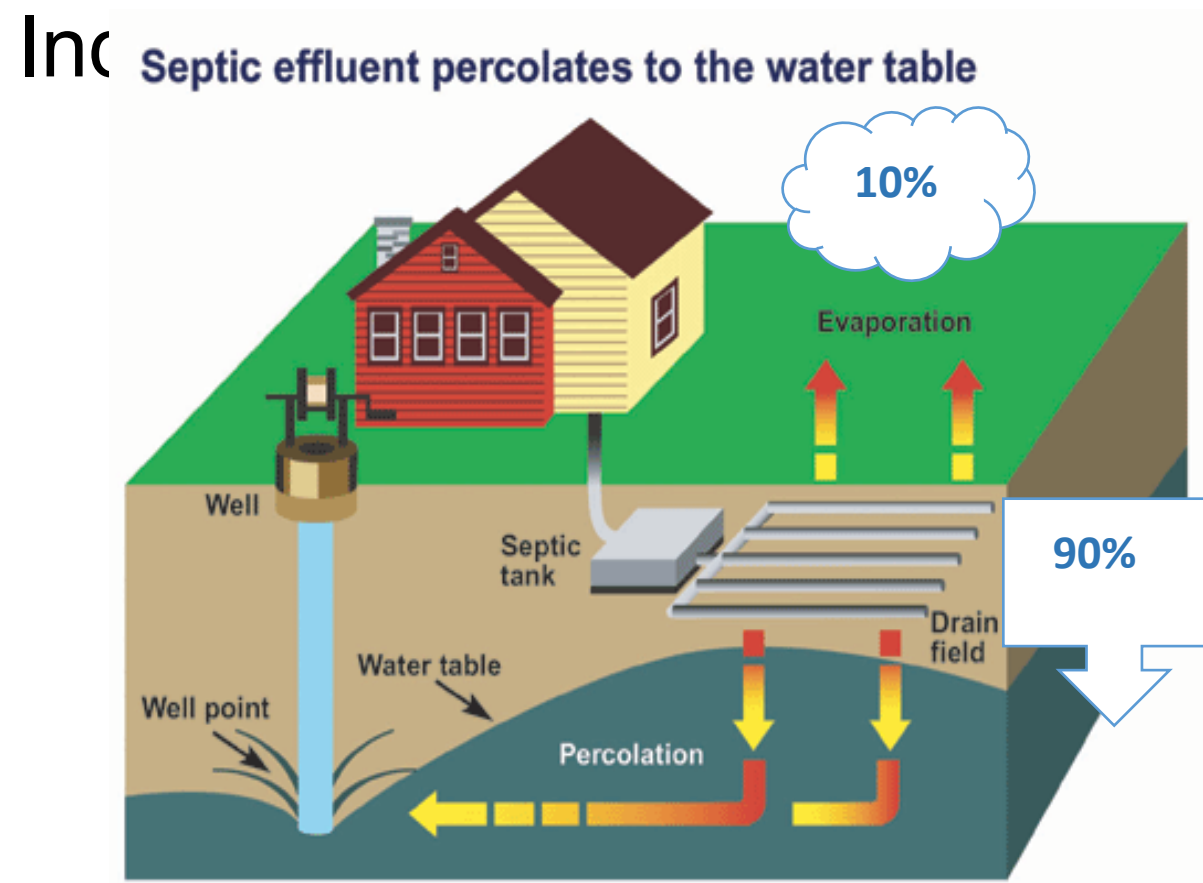 Inc
Septic effluent percolates to the water table
10%
Evaporation
Well
Septic
tank
90%
Drain
field
Water table
Well point
Percolation